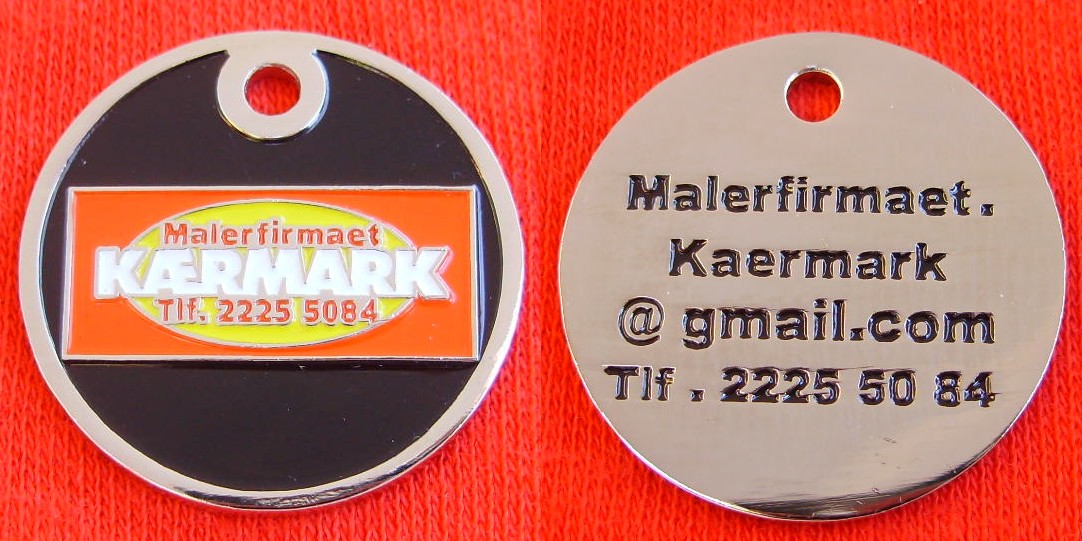 Malerfirmaet
KÆRMARK
Tlf. 2225 5084
Malerfirmaet.
Kaermark
@ gmail.com
Tlf . 2225 50 84